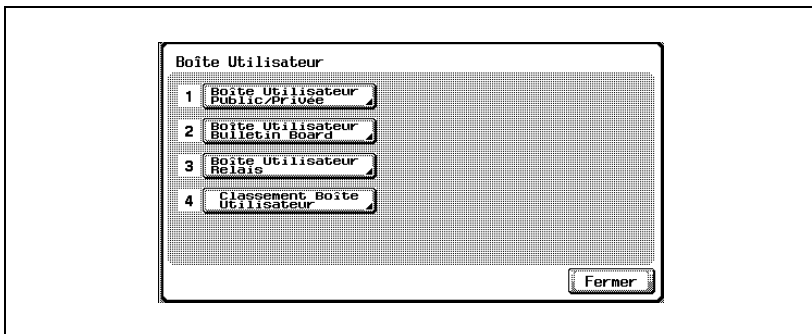 Boîte Utilisateur
1 Boîte Utilisateur
Public/Privée
2 Boîte Utilisateur
Bulletin Board
3 Boîte Utilisateur
Relais
4 Classement Boîte
Utilisateur
Fermer